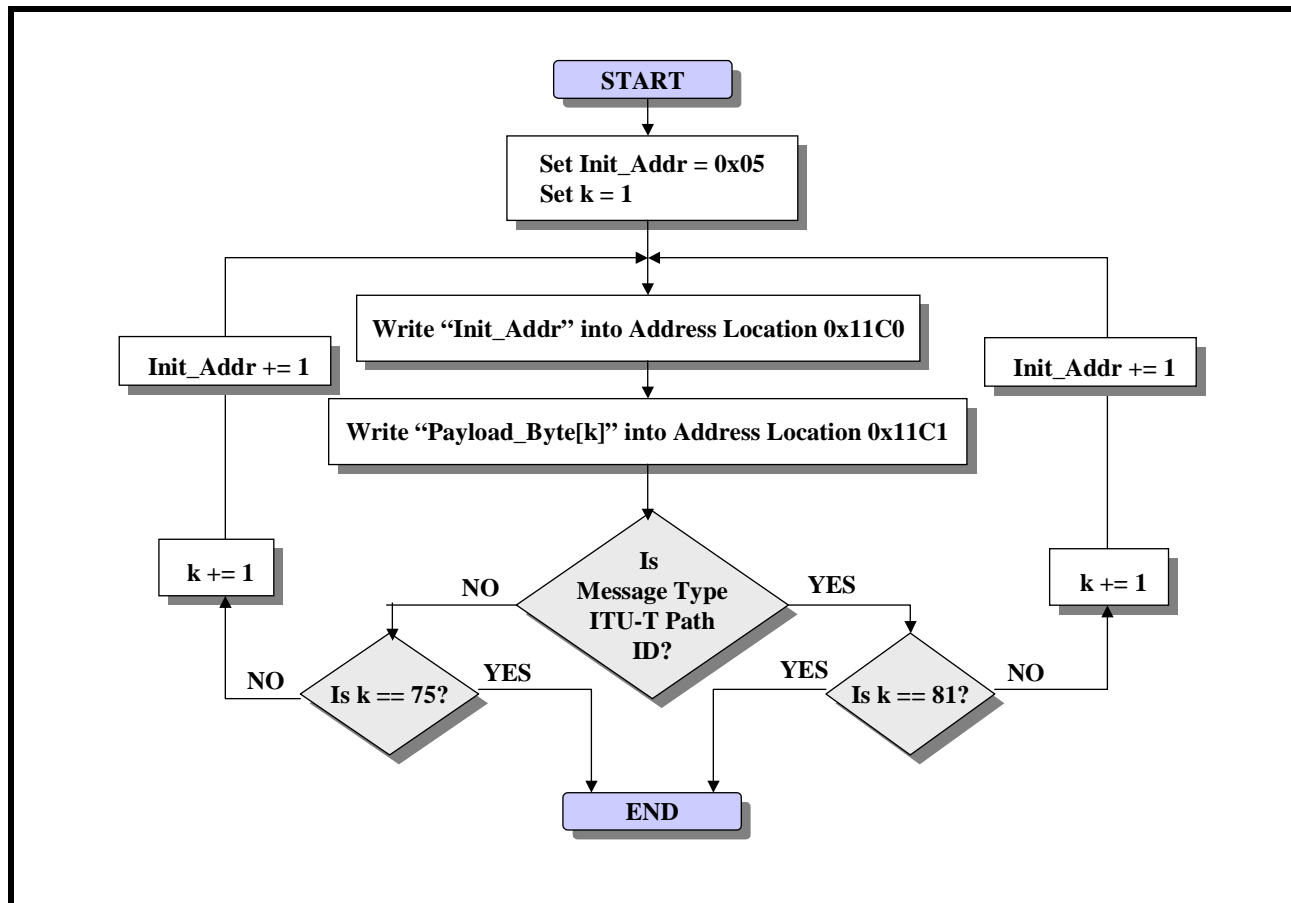 START
Set Init_Addr = 0x05
Set k = 1
Write “Init_Addr” into Address Location 0x11C0
Init_Addr += 1
Init_Addr += 1
Write “Payload_Byte[k]” into Address Location 0x11C1
k += 1
Is
Message Type
ITU-T Path
ID?
k += 1
NO
YES
NO
Is k == 75?
YES
YES
Is k == 81?
NO
END